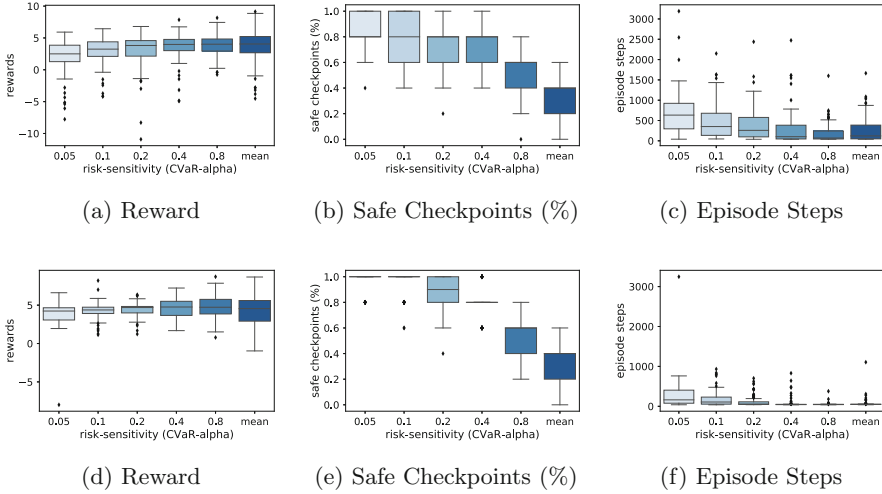 10
5
0
−5
−10
rewards
0.05 0.1 0.2 0.4 0.8 mean
risk-sensitivity (CVaR-alpha)
(a) Reward
1.0
0.8
0.6
0.4
0.2
0.0
safe checkpoints (%)
0.05 0.1 0.2 0.4 0.8 mean
risk-sensitivity (CVaR-alpha)
(b) Safe Checkpoints (%)
3000
2500
2000
1500
1000
500
0
episode steps
0.05 0.1 0.2 0.4 0.8 mean
risk-sensitivity (CVaR-alpha)
(c) Episode Steps
5
0
−5
rewards
0.05 0.1 0.2 0.4 0.8 mean
risk-sensitivity (CVaR-alpha)
(d) Reward
1.0
0.8
0.6
0.4
0.2
0.0
safe checkpoints (%)
0.05 0.1 0.2 0.4 0.8 mean
risk-sensitivity (CVaR-alpha)
(e) Safe Checkpoints (%)
3000
2000
1000
0
episode steps
0.05 0.1 0.2 0.4 0.8 mean
risk-sensitivity (CVaR-alpha)
(f) Episode Steps